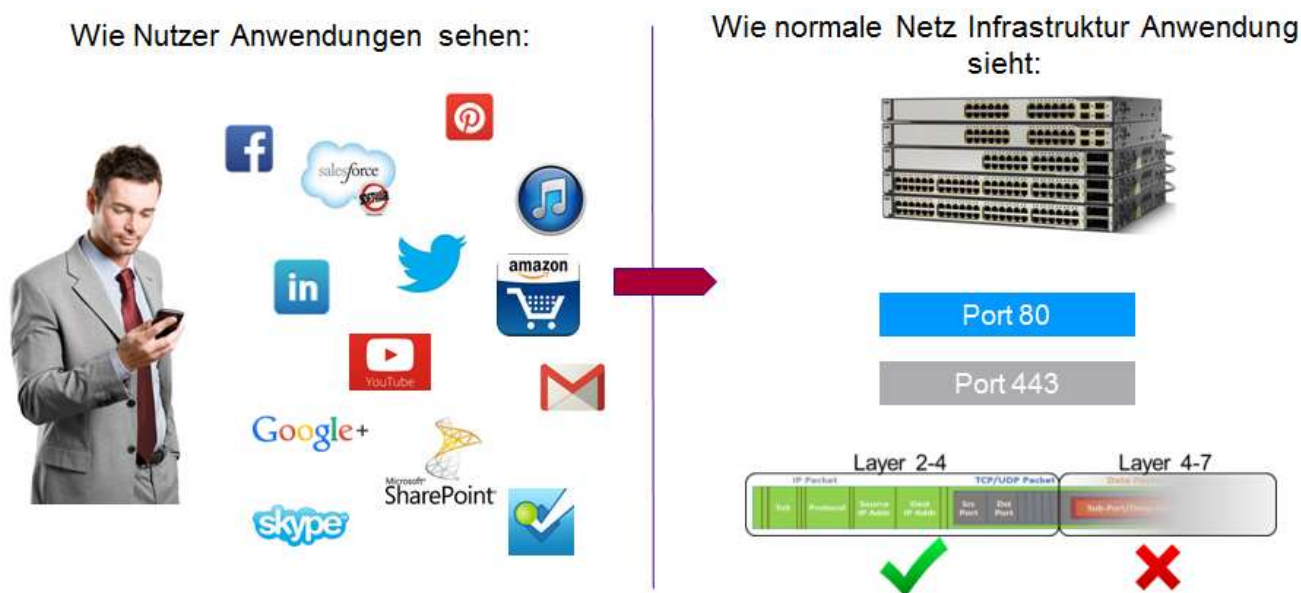 Wie Nutzer Anwendungen sehen:
Wie normale Netz Infrastruktur Anwendung
sieht:
salesforce
in
amazon
YouTube
Google+
Microsoft
SharePoint
skype
Port 80
Port 443
Layer 2-4
Layer 4-7
IP Packet
TCP/UDP Packet
ToS
Protocol
Source
IP Addr
Dest
IP Addr
Src
Port
Dst
Port